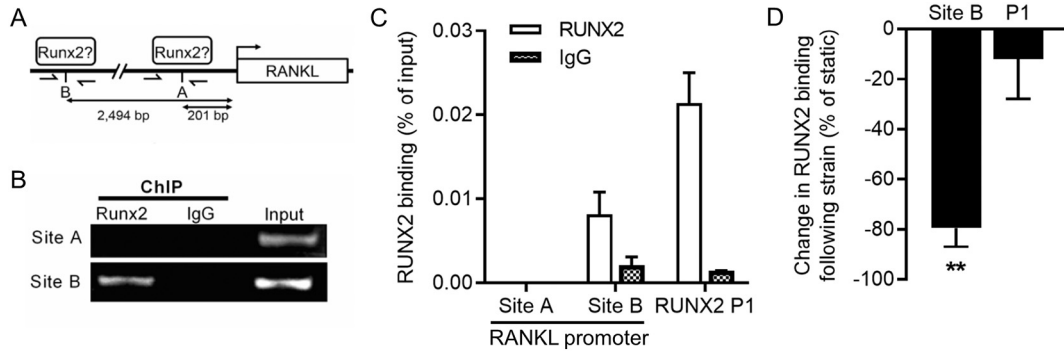 A
Runx2? Runx2?
RANKL
B A
2,494 bp 201 bp
B
ChIP
Runx2 IgG Input
Site A
Site B
C
RUNX2 binding (% of input)
0.03
0.02
0.01
0.00
RUNX2
IgG
Site A Site B RUNX2 P1
RANKL promoter
D
Change in RUNX2 binding
following strain (% of static)
Site B P1
0
-20
-40
-60
-80
-100
**